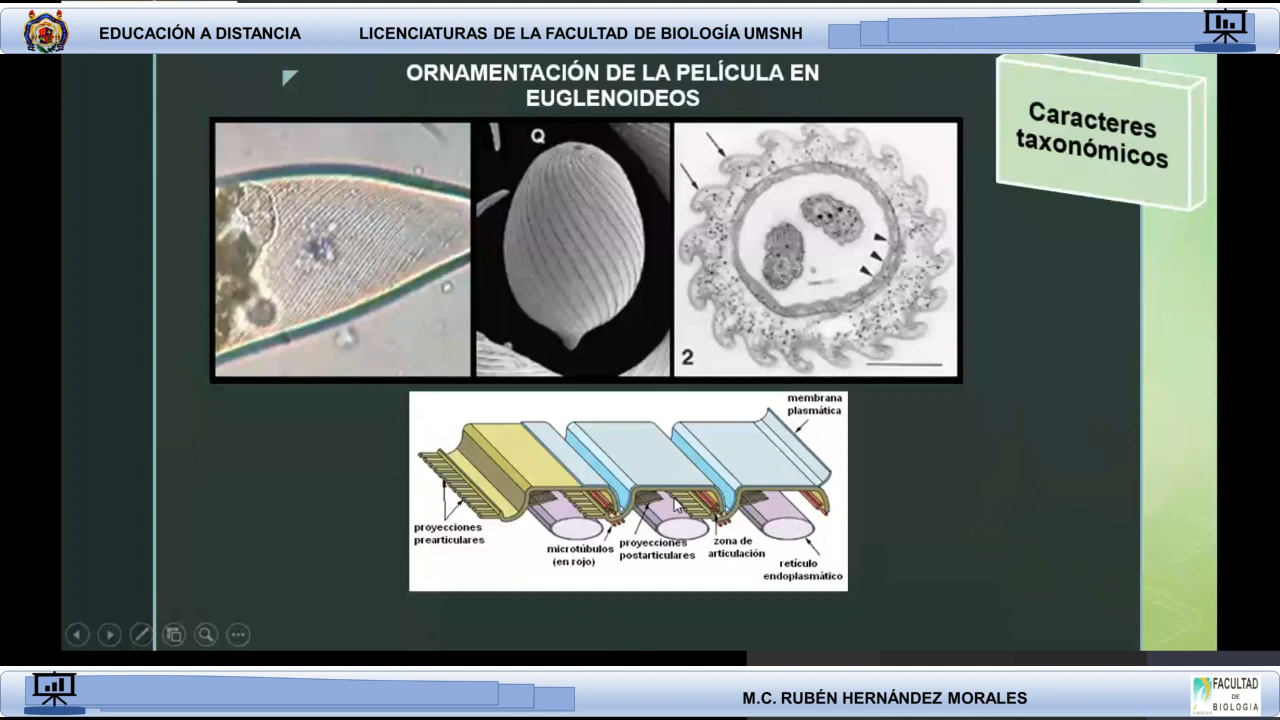 EDUCACIÓN A DISTANCIA
LICENCIATURAS DE LA FACULTAD DE BIOLOGÍA UMSNH
ORNAMENTACIÓN DE LA PELÍCULA EN
EUGLENOIDEOS
Caracteres
taxonómicos
Q
2
membrana
plasmática
proyecciones
prearticulares
microtúbulos
(en rojo)
proyecciones
postarticulares
zona de
articulación
retículo
endoplasmático
M.C. RUBÉN HERNÁNDEZ MORALES
FACULTAD
DE
BIOLOGIA